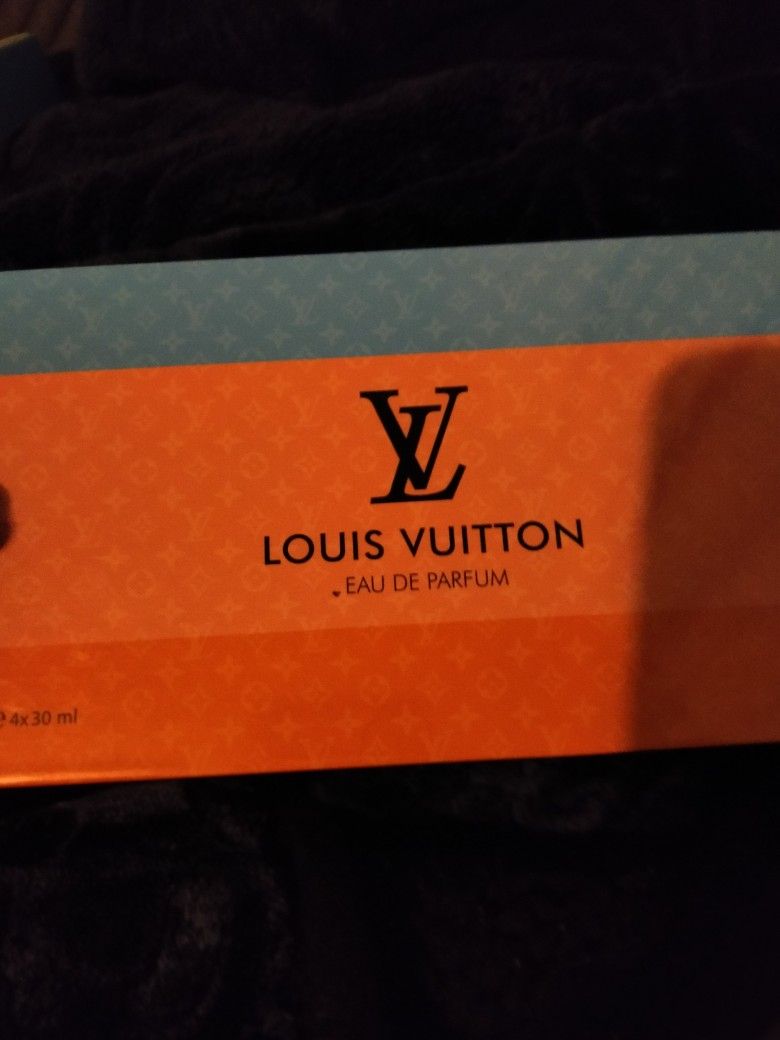 LV
LOUIS VUITTON
EAU DE PARFUM
℮ 4x30 ml